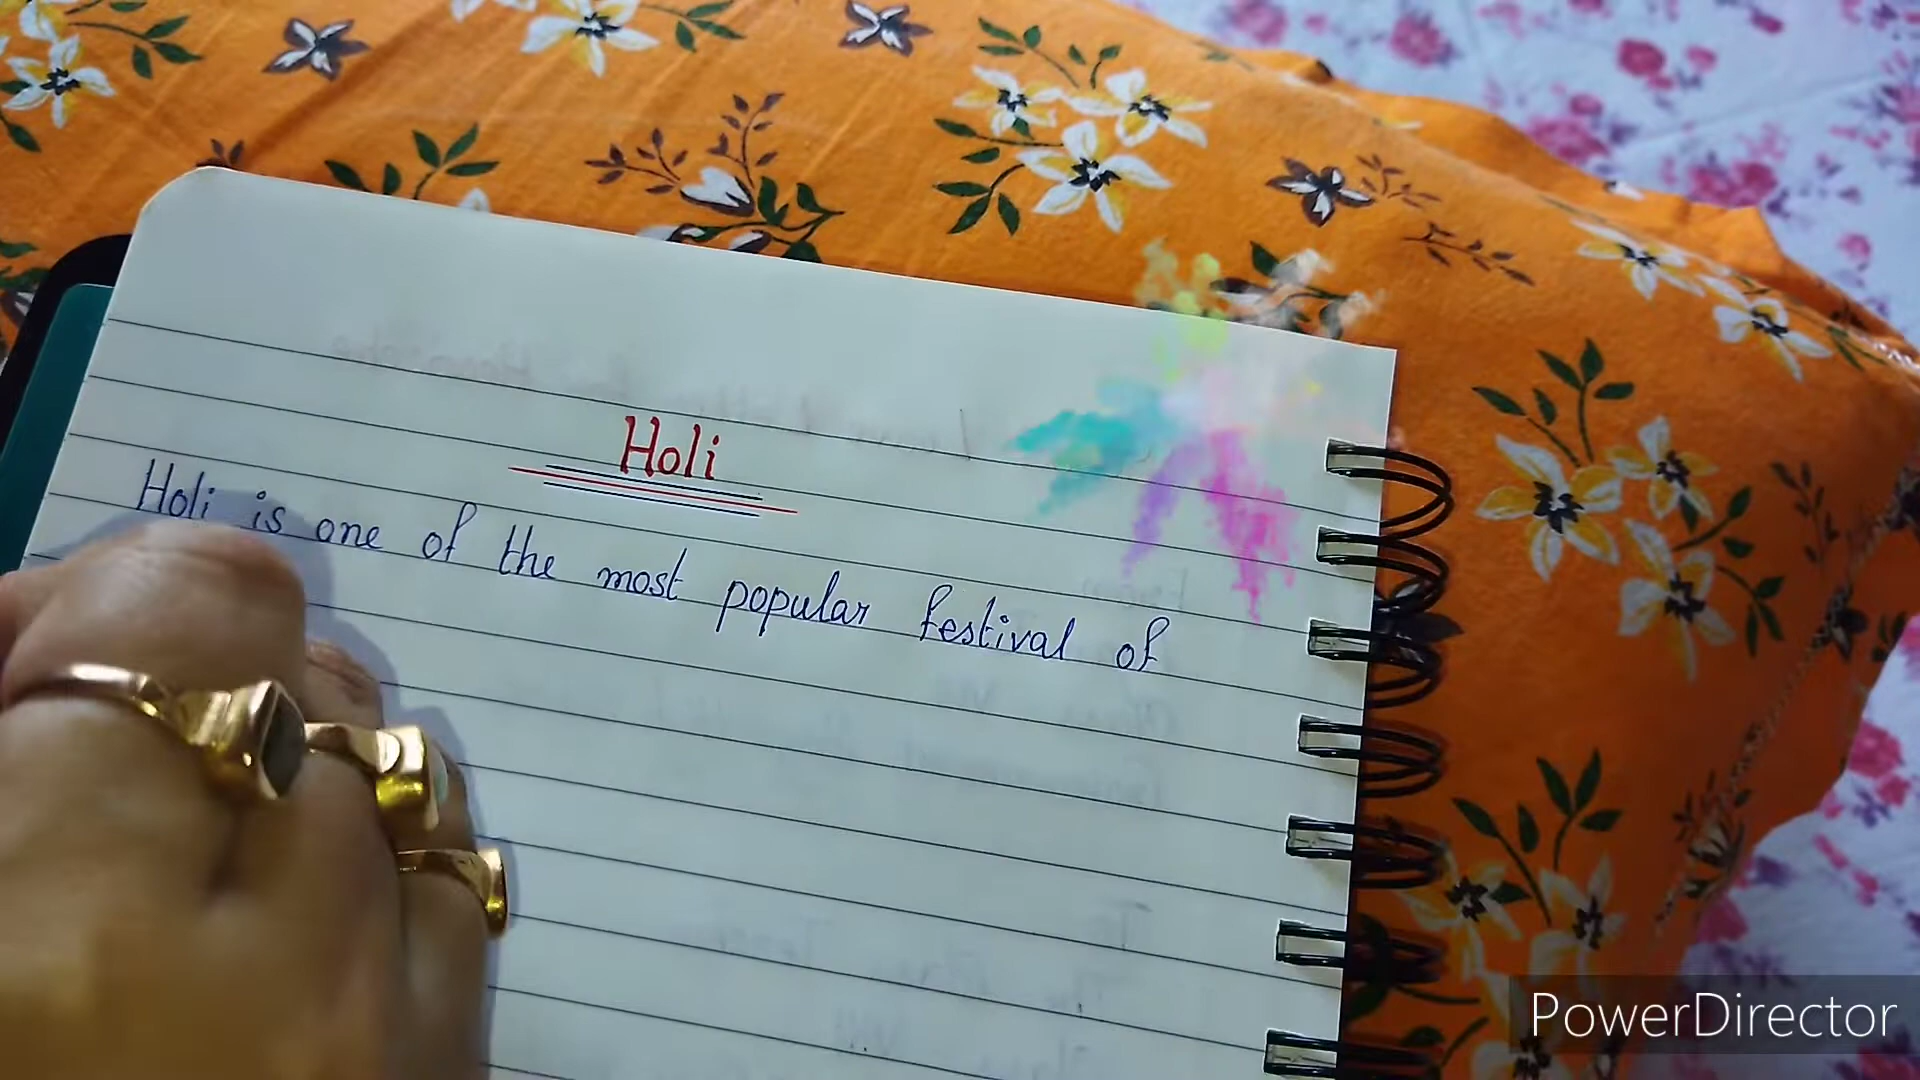 Holi
Holi is one of the most popular festival of
PowerDirector